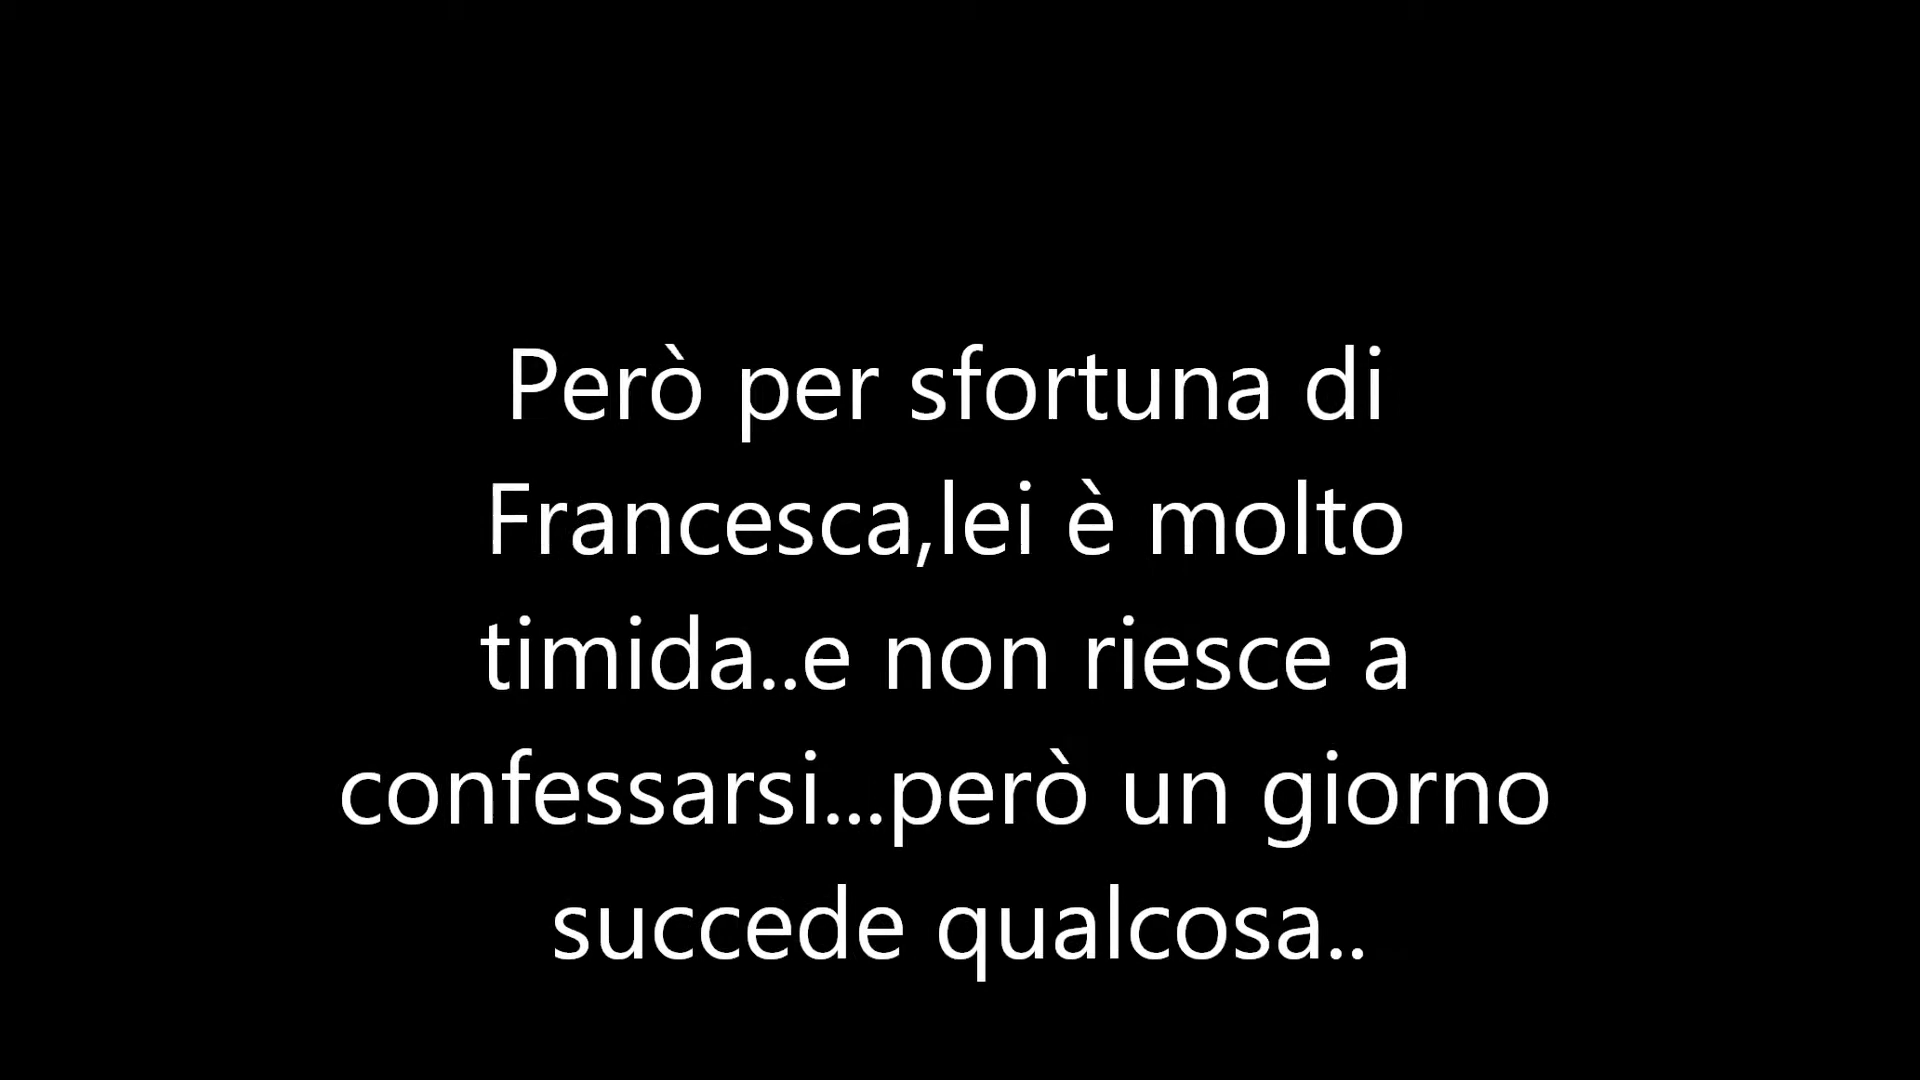 Però per sfortuna di
Francesca,lei è molto
timida..e non riesce a
confessarsi...però un giorno
succede qualcosa..